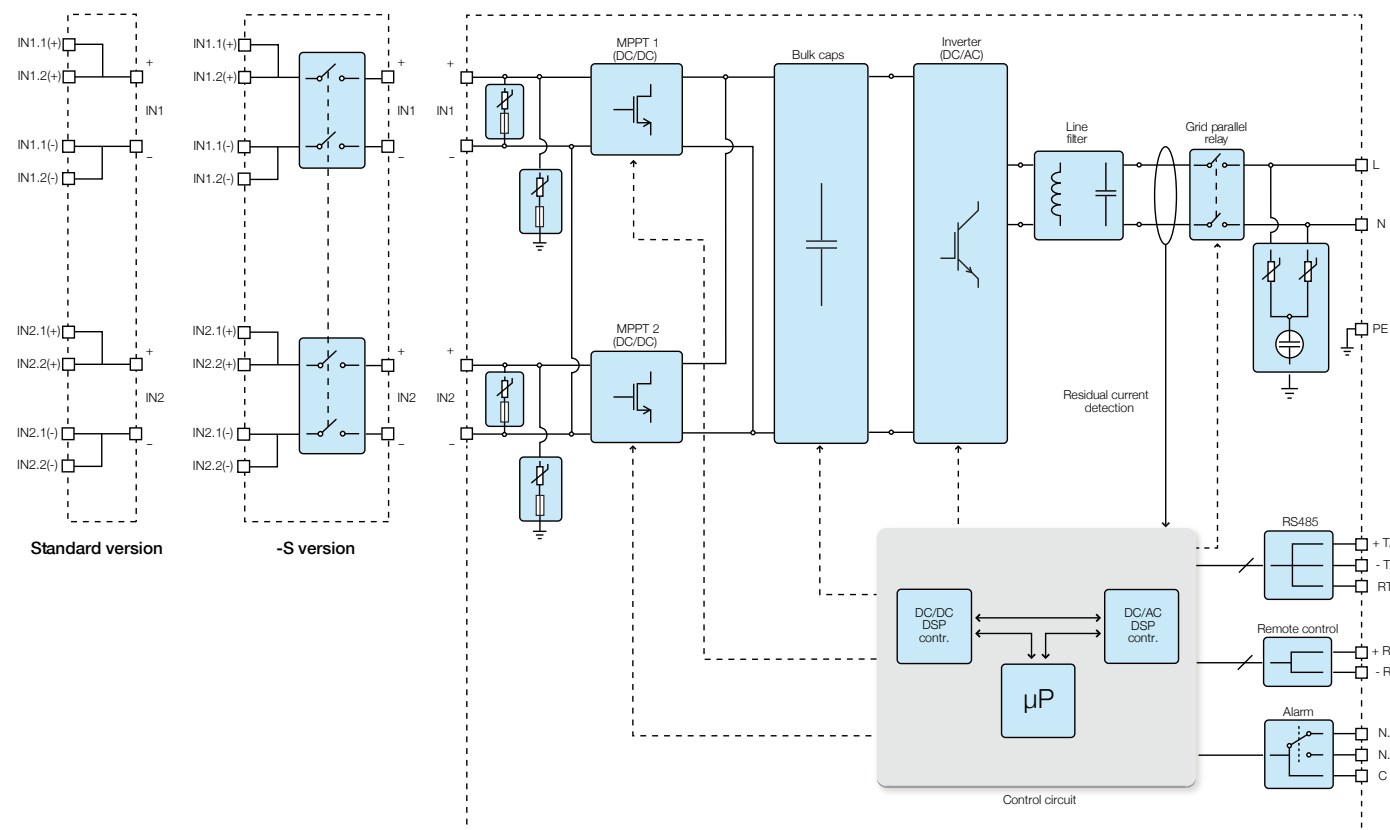 IN1.1(+)
IN1.2(+)
+
IN1
IN1.1(-)
IN1.2(-)
−
IN2.1(+)
IN2.2(+)
+
IN2
IN2.1(-)
IN2.2(-)
−
Standard version
IN1.1(+)
IN1.2(+)
+
IN1
IN1.1(-)
IN1.2(-)
−
IN2.1(+)
IN2.2(+)
+
IN2
IN2.1(-)
IN2.2(-)
−
-S version
+
IN1
−
+
IN2
−
MPPT 1
(DC/DC)
MPPT 2
(DC/DC)
Bulk caps
Inverter
(DC/AC)
Line
filter
Grid parallel
relay
L
N
PE
Residual current
detection
DC/DC
DSP
contr.
DC/AC
DSP
contr.
µP
Control circuit
RS485
+ T
- T
RT
Remote control
+ R
- R
Alarm
N.
N.
C